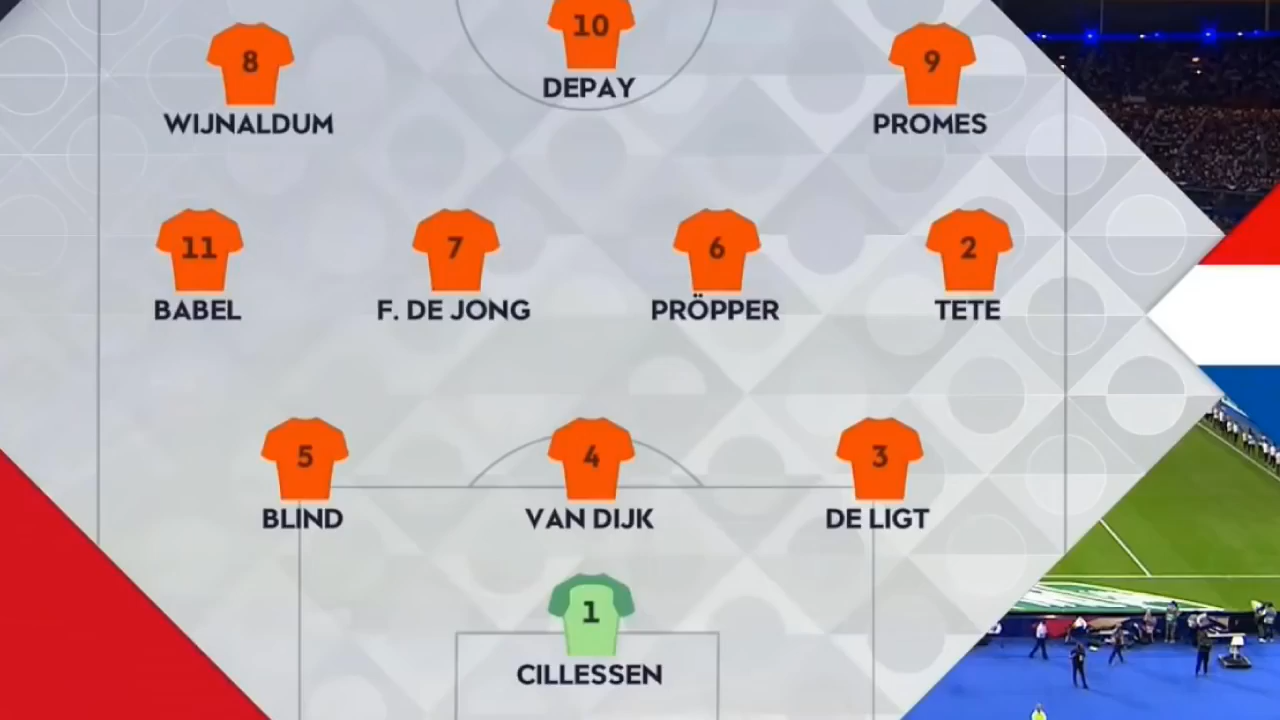 10
DEPAY
8
WIJNALDUM
9
PROMES
11
BABEL
7
F. DE JONG
6
PRÖPPER
2
TETE
5
BLIND
4
VAN DIJK
3
DE LIGT
1
CILLESSEN